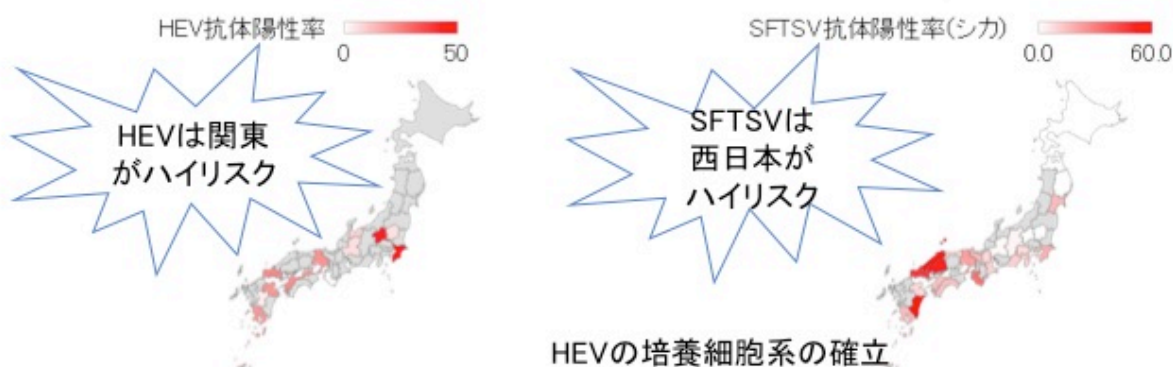 HEV抗体陽性率
0
50
HEVは関東
がハイリスク
SFTSV抗体陽性率(シカ)
0.0
60.0
SFTSVは
西日本が
ハイリスク
HEVの培養細胞系の確立